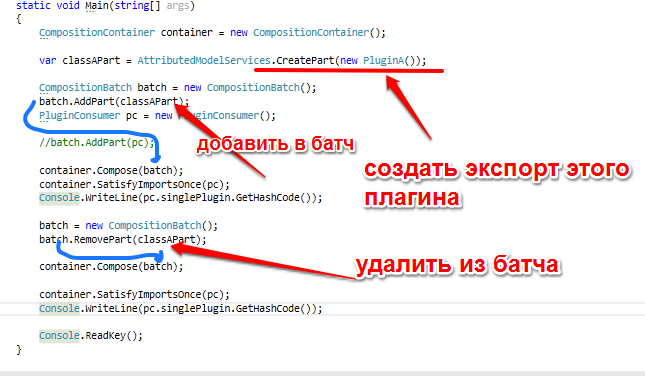 static void Main(string[] args)
{
CompositionContainer container = new CompositionContainer();
var classAPart = AttributedModelServices.CreatePart(new PluginA());
CompositionBatch batch = new CompositionBatch();
batch.AddPart(classAPart);
PluginConsumer pc = new PluginConsumer();
добавить в батч
//batch.AddPart(pc);
создать экспорт этого
плагина
container.Compose(batch);
container.SatisfyImportsOnce(pc);
Console.WriteLine(pc.singlePlugin.GetHashCode());
batch = new CompositionBatch();
batch.RemovePart(classAPart);
удалить из батча
container.Compose(batch);
container.SatisfyImportsOnce(pc);
Console.WriteLine(pc.singlePlugin.GetHashCode());
Console.ReadKey();
}